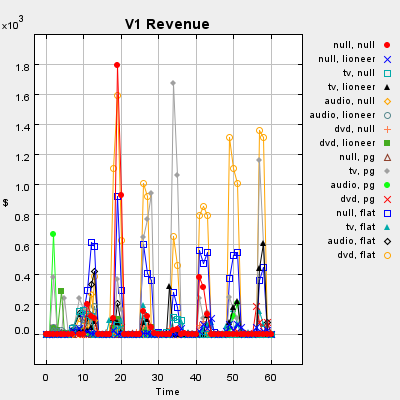 V1 Revenue
x10³
1.8
1.6
1.4
1.2
1.0
0.8
0.6
0.4
0.2
0.0
$
0 10 20 30 40 50 60
Time
null, null
null, lioneer
tv, null
tv, lioneer
audio, null
audio, lioneer
dvd, null
dvd, lioneer
null, pg
tv, pg
audio, pg
dvd, pg
null, flat
tv, flat
audio, flat
dvd, flat